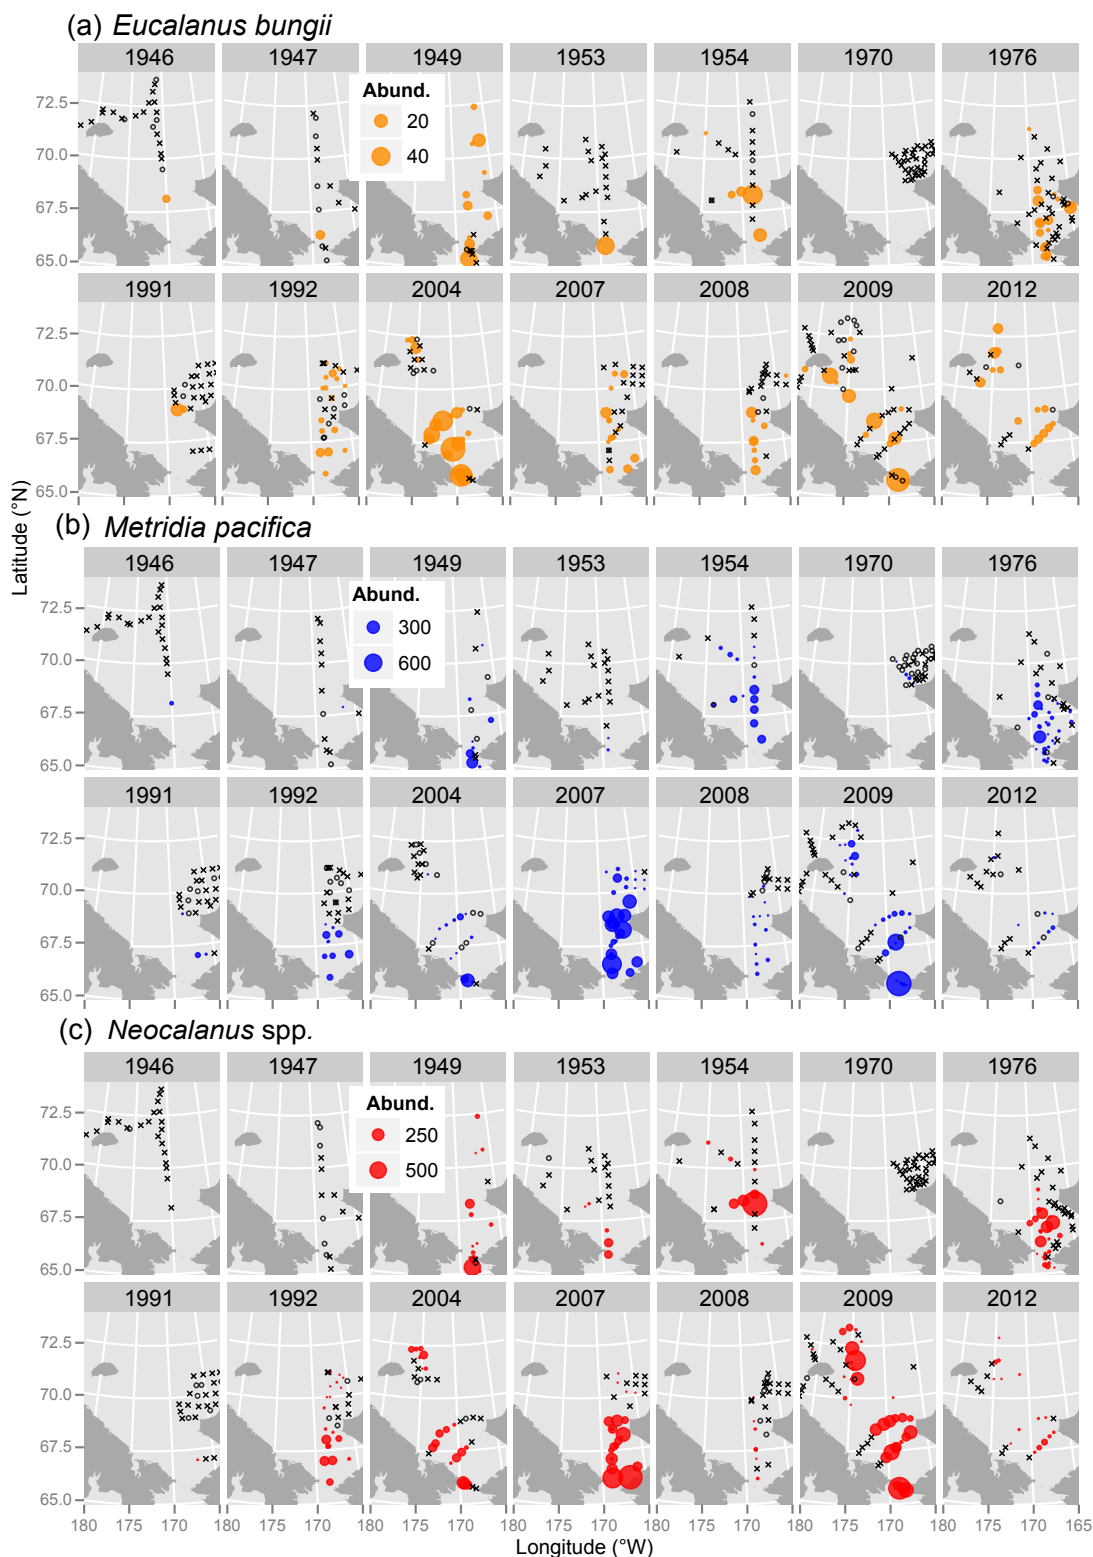 (a) Eucalanus bungii
1946 1947 1949 1953 1954 1970 1976
Abund.
20
40
72.5
70.0
67.5
65.0
1991 1992 2004 2007 2008 2009 2012
72.5
70.0
67.5
65.0
Latitude (°N)
(b) Metridia pacifica
1946 1947 1949 1953 1954 1970 1976
Abund.
300
600
72.5
70.0
67.5
65.0
1991 1992 2004 2007 2008 2009 2012
72.5
70.0
67.5
65.0
(c) Neocalanus spp.
1946 1947 1949 1953 1954 1970 1976
Abund.
250
500
72.5
70.0
67.5
65.0
1991 1992 2004 2007 2008 2009 2012
72.5
70.0
67.5
65.0
180 175 170 180 175 170 180 175 170 180 175 170 180 175 170 180 175 170 180 175 170 165
Longitude (°W)